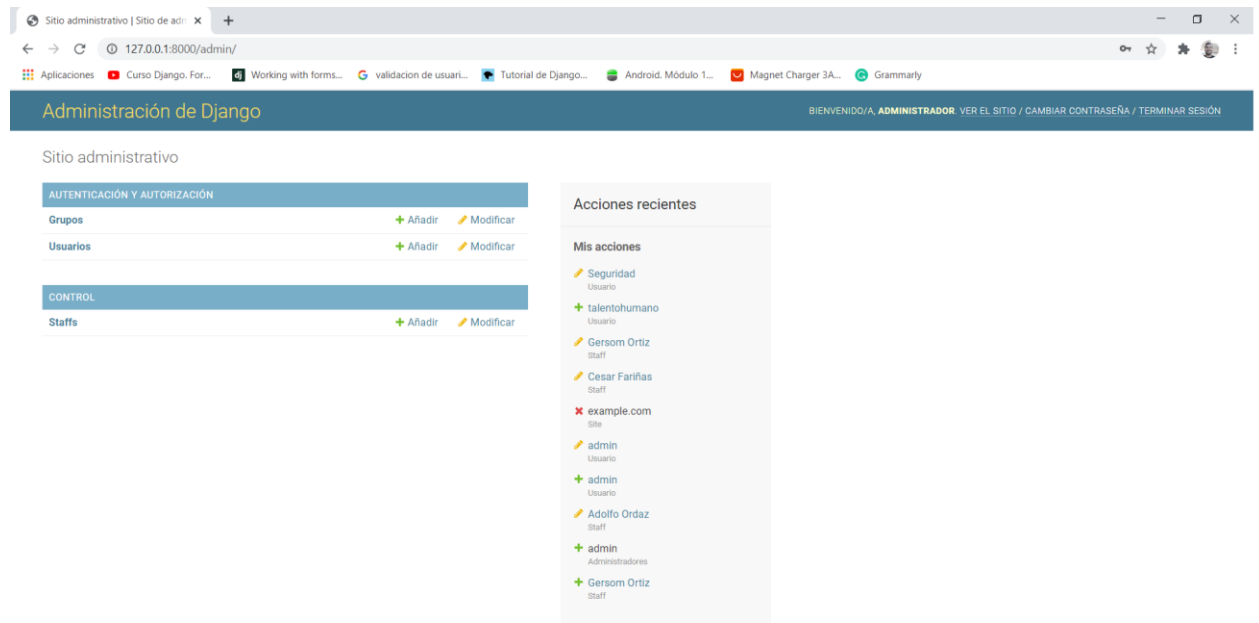 Sitio administrativo | Sitio de adm
127.0.0.1:8000/admin/
Aplicaciones Curso Django. For... Working with forms... validacion de usuari... Tutorial de Django... Android. Módulo 1... Magnet Charger 3A... Grammarly
Administración de Django
BIENVENIDO/A, ADMINISTRADOR. VER EL SITIO / CAMBIAR CONTRASEÑA / TERMINAR SESIÓN
Sitio administrativo
AUTENTICACIÓN Y AUTORIZACIÓN
Grupos Añadir Modificar
Usuarios Añadir Modificar
CONTROL
Staffs Añadir Modificar
Acciones recientes
Mis acciones
Seguridad
Usuario
talentohumano
Usuario
Gersom Ortiz
Staff
Cesar Fariñas
Staff
example.com
Site
admin
Usuario
admin
Usuario
Adolfo Ordaz
Staff
admin
Administradores
Gersom Ortiz
Staff